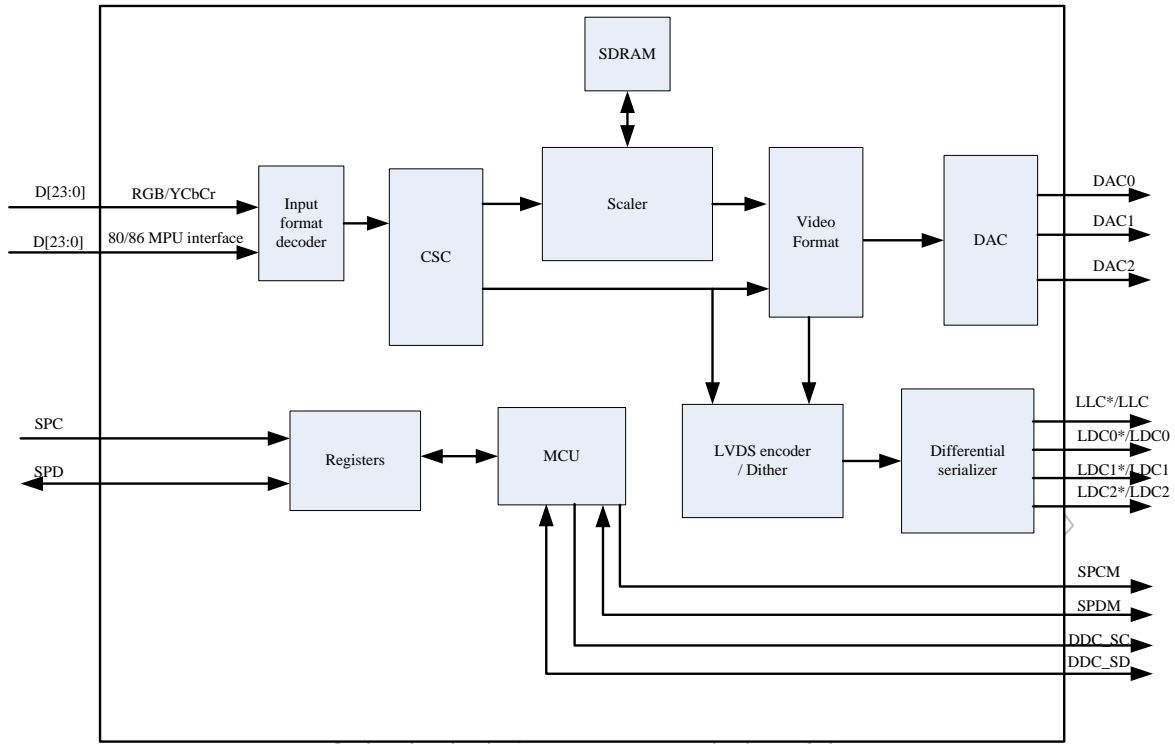 SDRAM
D[23:0]
RGB/YCbCr
D[23:0]
80/86 MPU interface
Input
format
decoder
CSC
Scaler
Video
Format
DAC
DAC0
DAC1
DAC2
SPC
SPD
Registers
MCU
LVDS encoder
/ Dither
Differential
serializer
LLC*/LLC
LDC0*/LDC0
LDC1*/LDC1
LDC2*/LDC2
SPCM
SPDM
DDC_SC
DDC_SD